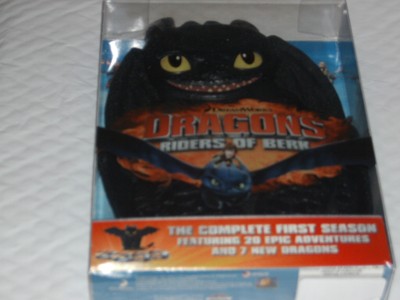 DREAMWORKS
DRAGONS
RIDERS OF BERK
THE COMPLETE FIRST SEASON
FEATURING 20 EPIC ADVENTURES
AND 7 NEW DRAGONS